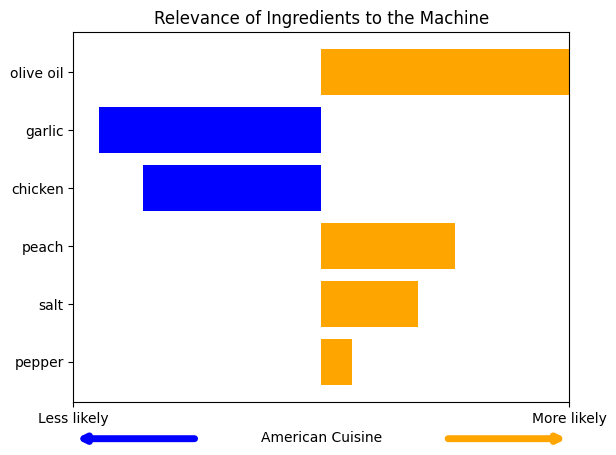 Relevance of Ingredients to the Machine
olive oil
garlic
chicken
peach
salt
pepper
Less likely
More likely
American Cuisine